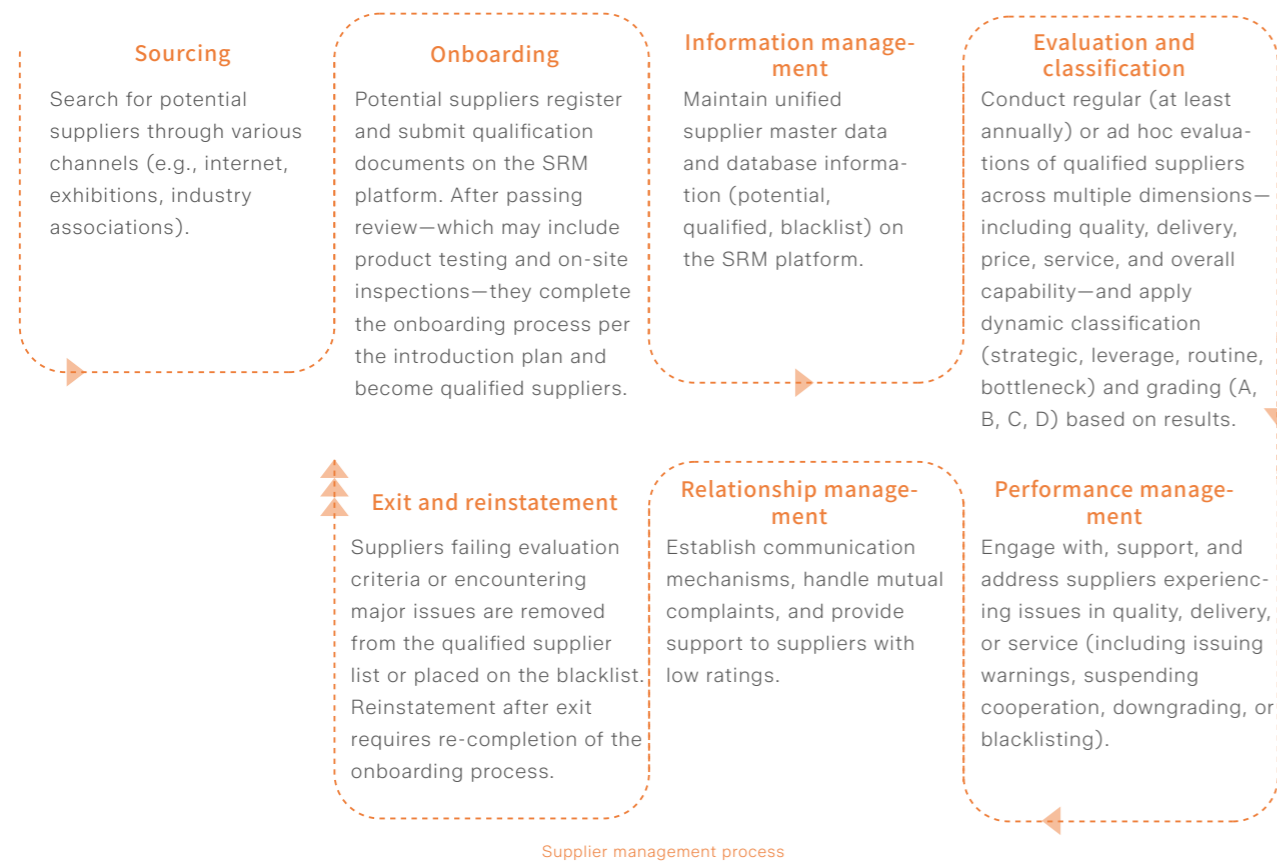 Sourcing
Search for potential
suppliers through various
channels (e.g., internet,
exhibitions, industry
associations).
Onboarding
Potential suppliers register
and submit qualification
documents on the SRM
platform. After passing
review—which may include
product testing and on-site
inspections—they complete
the onboarding process per
the introduction plan and
become qualified suppliers.
Information manage-
ment
Maintain unified
supplier master data
and database informa-
tion (potential,
qualified, blacklist) on
the SRM platform.
Evaluation and
classification
Conduct regular (at least
annually) or ad hoc evalua-
tions of qualified suppliers
across multiple dimensions—
including quality, delivery,
price, service, and overall
capability—and apply
dynamic classification
(strategic, leverage, routine,
bottleneck) and grading (A,
B, C, D) based on results.
Performance manage-
ment
Engage with, support, and
address suppliers experienc-
ing issues in quality, delivery,
or service (including issuing
warnings, suspending
cooperation, downgrading, or
blacklisting).
Relationship manage-
ment
Establish communication
mechanisms, handle mutual
complaints, and provide
support to suppliers with
low ratings.
Exit and reinstatement
Suppliers failing evaluation
criteria or encountering
major issues are removed
from the qualified supplier
list or placed on the blacklist.
Reinstatement after exit
requires re-completion of the
onboarding process.
Supplier management process